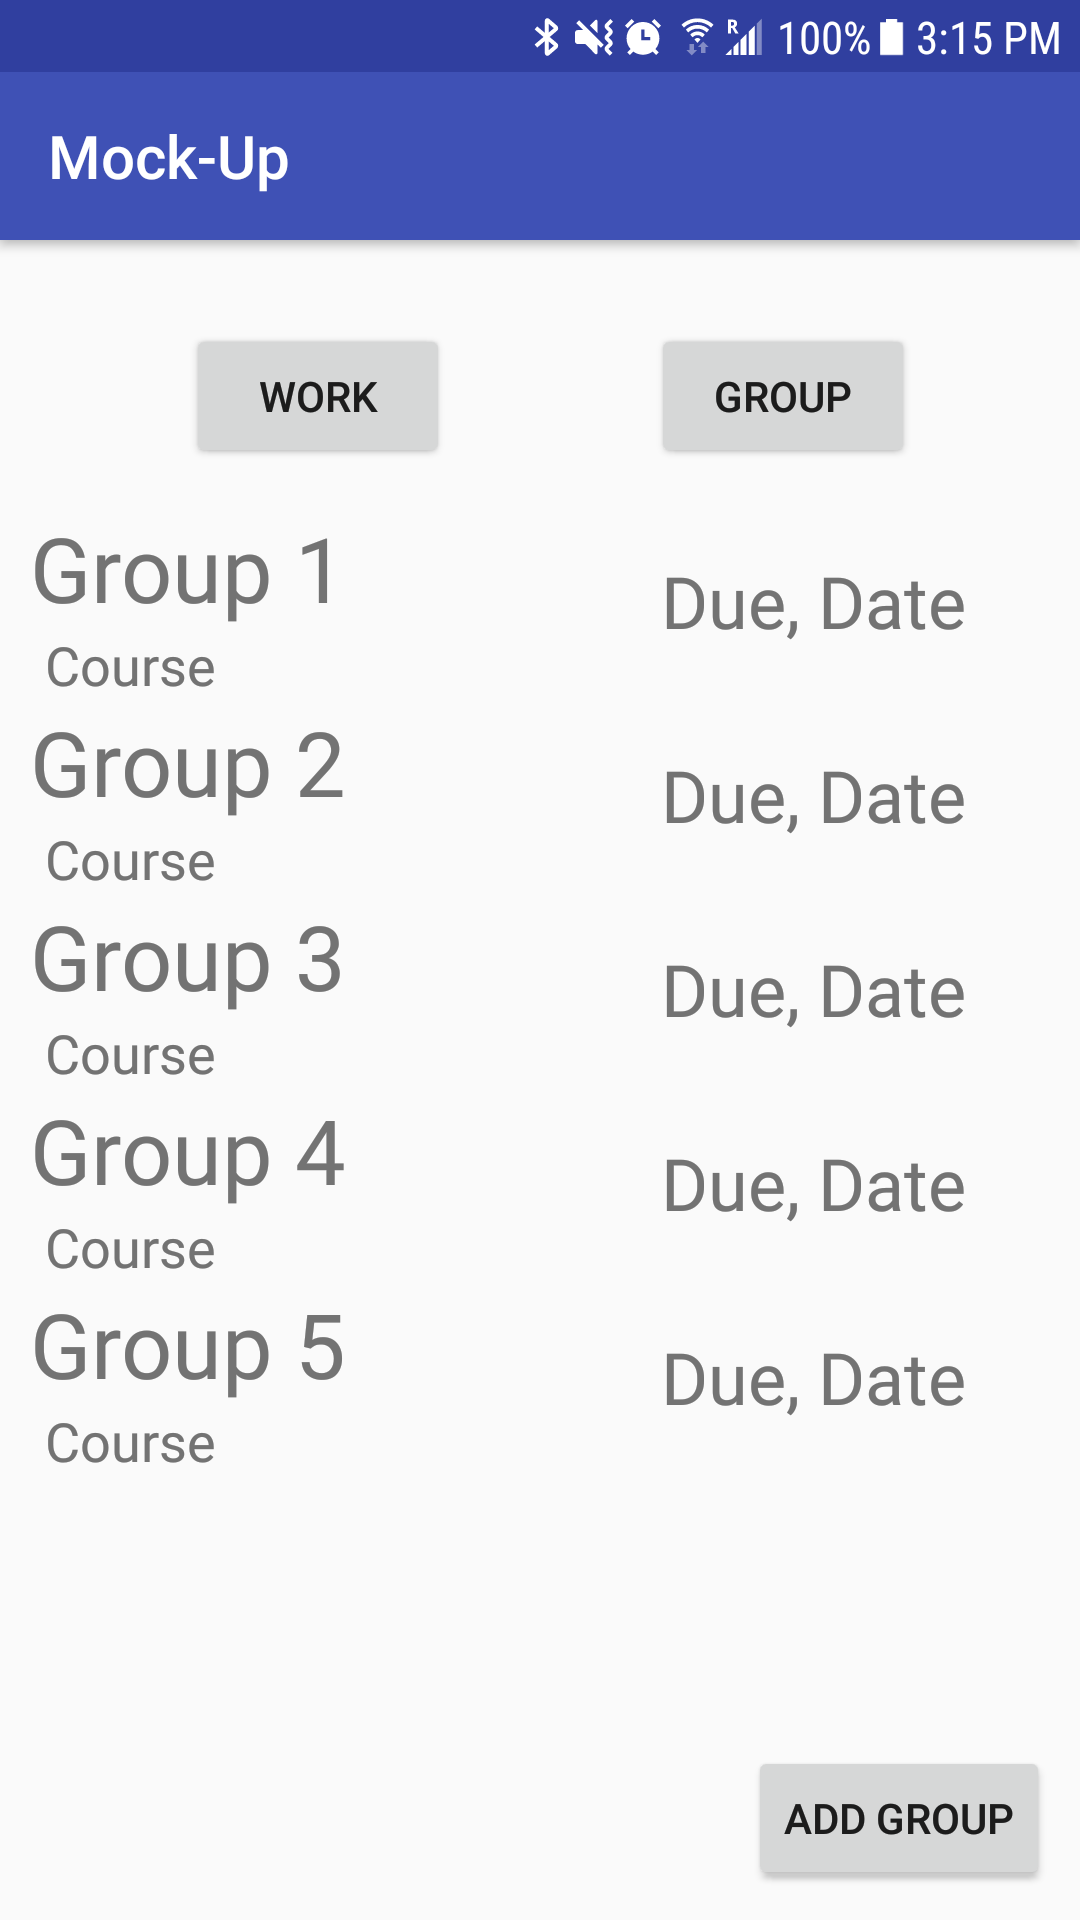 R 100% 3:15 PM
Mock-Up
WORK GROUP
Group 1
Due, Date
Course
Group 2
Due, Date
Course
Group 3
Due, Date
Course
Group 4
Due, Date
Course
Group 5
Due, Date
Course
ADD GROUP